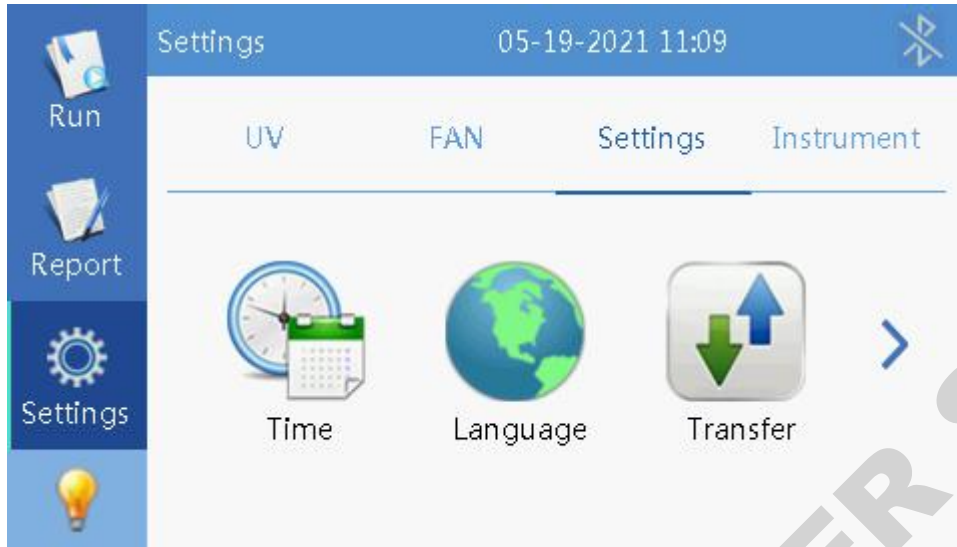 Settings 05-19-2021 11:09
Run
UV FAN Settings Instrument
Report
Settings
Time Language Transfer